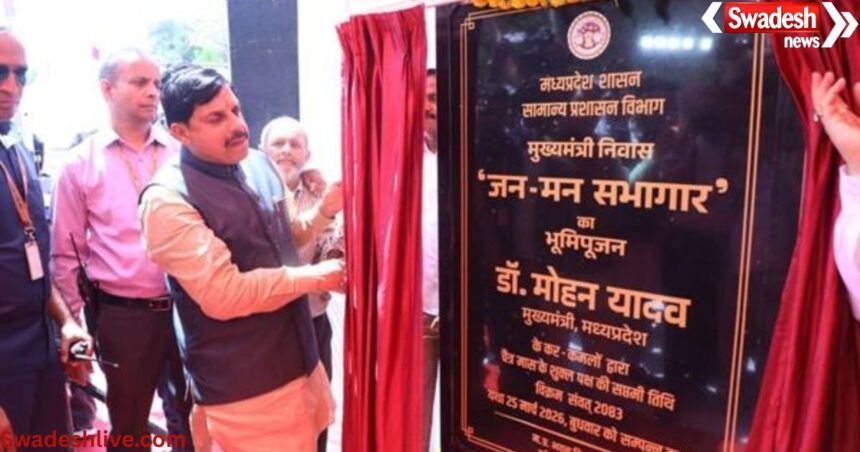 Swadesh
news
मध्यप्रदेश शासन
सामान्य प्रशासन विभाग
मुख्यमंत्री निवास
‘जन-मन सभागार’
का
भूमिपूजन
डॉ. मोहन यादव
मुख्यमंत्री, मध्यप्रदेश
के कर-कमलों द्वारा
चैत्र मास के शुक्ल पक्ष की सप्तमी तिथि
विक्रम संवत् 2083
यथा 25 मार्च 2026, बुधवार को सम्पन्न
म.प्र. भवन
Swadeshlive.com